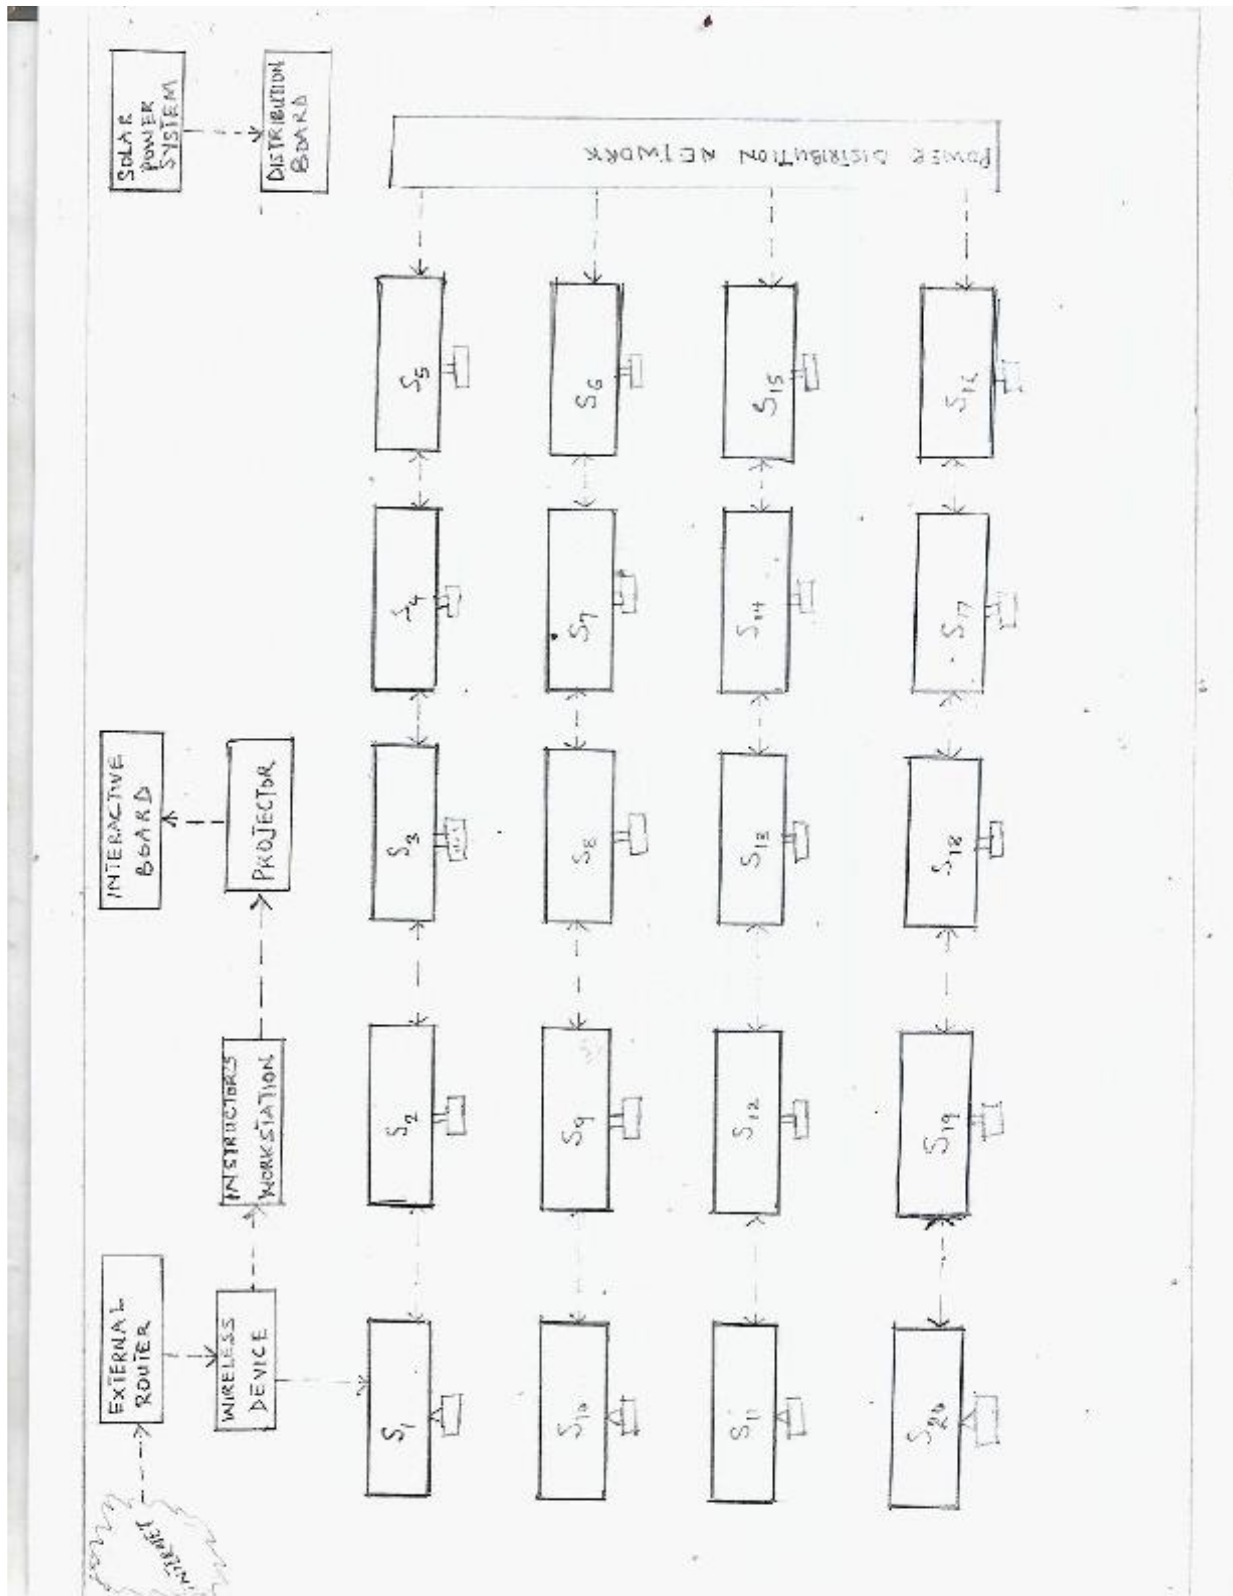 INTERNET
EXTERNAL
ROUTER
INTERACTIVE
BOARD
SOLAR
POWER
SYSTEM
WIRELESS
DEVICE
INSTRUCTOR'S
WORKSTATION
PROJECTOR
DISTRIBUTION
BOARD
S1
S2
S3
S4
S5
S10
S9
S8
S7
S6
S11
S12
S13
S14
S15
S20
S19
S18
S17
S16
POWER DISTRIBUTION NETWORK